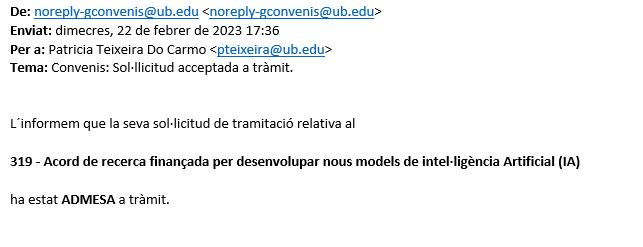 De: noreply-gconvenis@ub.edu <noreply-gconvenis@ub.edu>
Enviat: dimecres, 22 de febrer de 2023 17:36
Per a: Patricia Teixeira Do Carmo <pteixeira@ub.edu>
Tema: Convenis: Sol·llicitud acceptada a tràmit.
L´informem que la seva sol·licitud de tramitació relativa al
319 - Acord de recerca finançada per desenvolupar nous models de intel·ligència Artificial (IA)
ha estat ADMESA a tràmit.